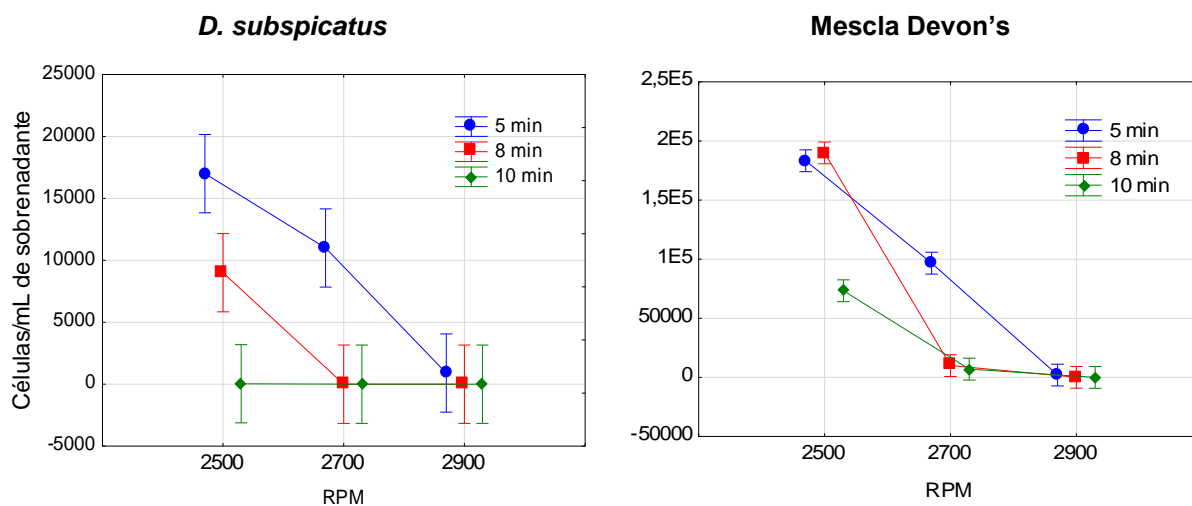 D. subspicatus
Células/mL de sobrenadante
25000
20000
15000
10000
5000
0
-5000
5 min
8 min
10 min
2500 2700 2900
RPM
Mescla Devon's
2,5E5
2E5
1,5E5
1E5
50000
0
-50000
5 min
8 min
10 min
2500 2700 2900
RPM